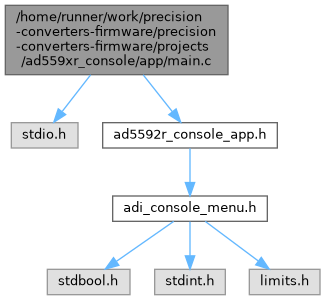 /home/runner/work/precision
-converters-firmware/precision
-converters-firmware/projects
/ad559xr_console/app/main.c
stdio.h
ad5592r_console_app.h
adi_console_menu.h
stdbool.h
stdint.h
limits.h